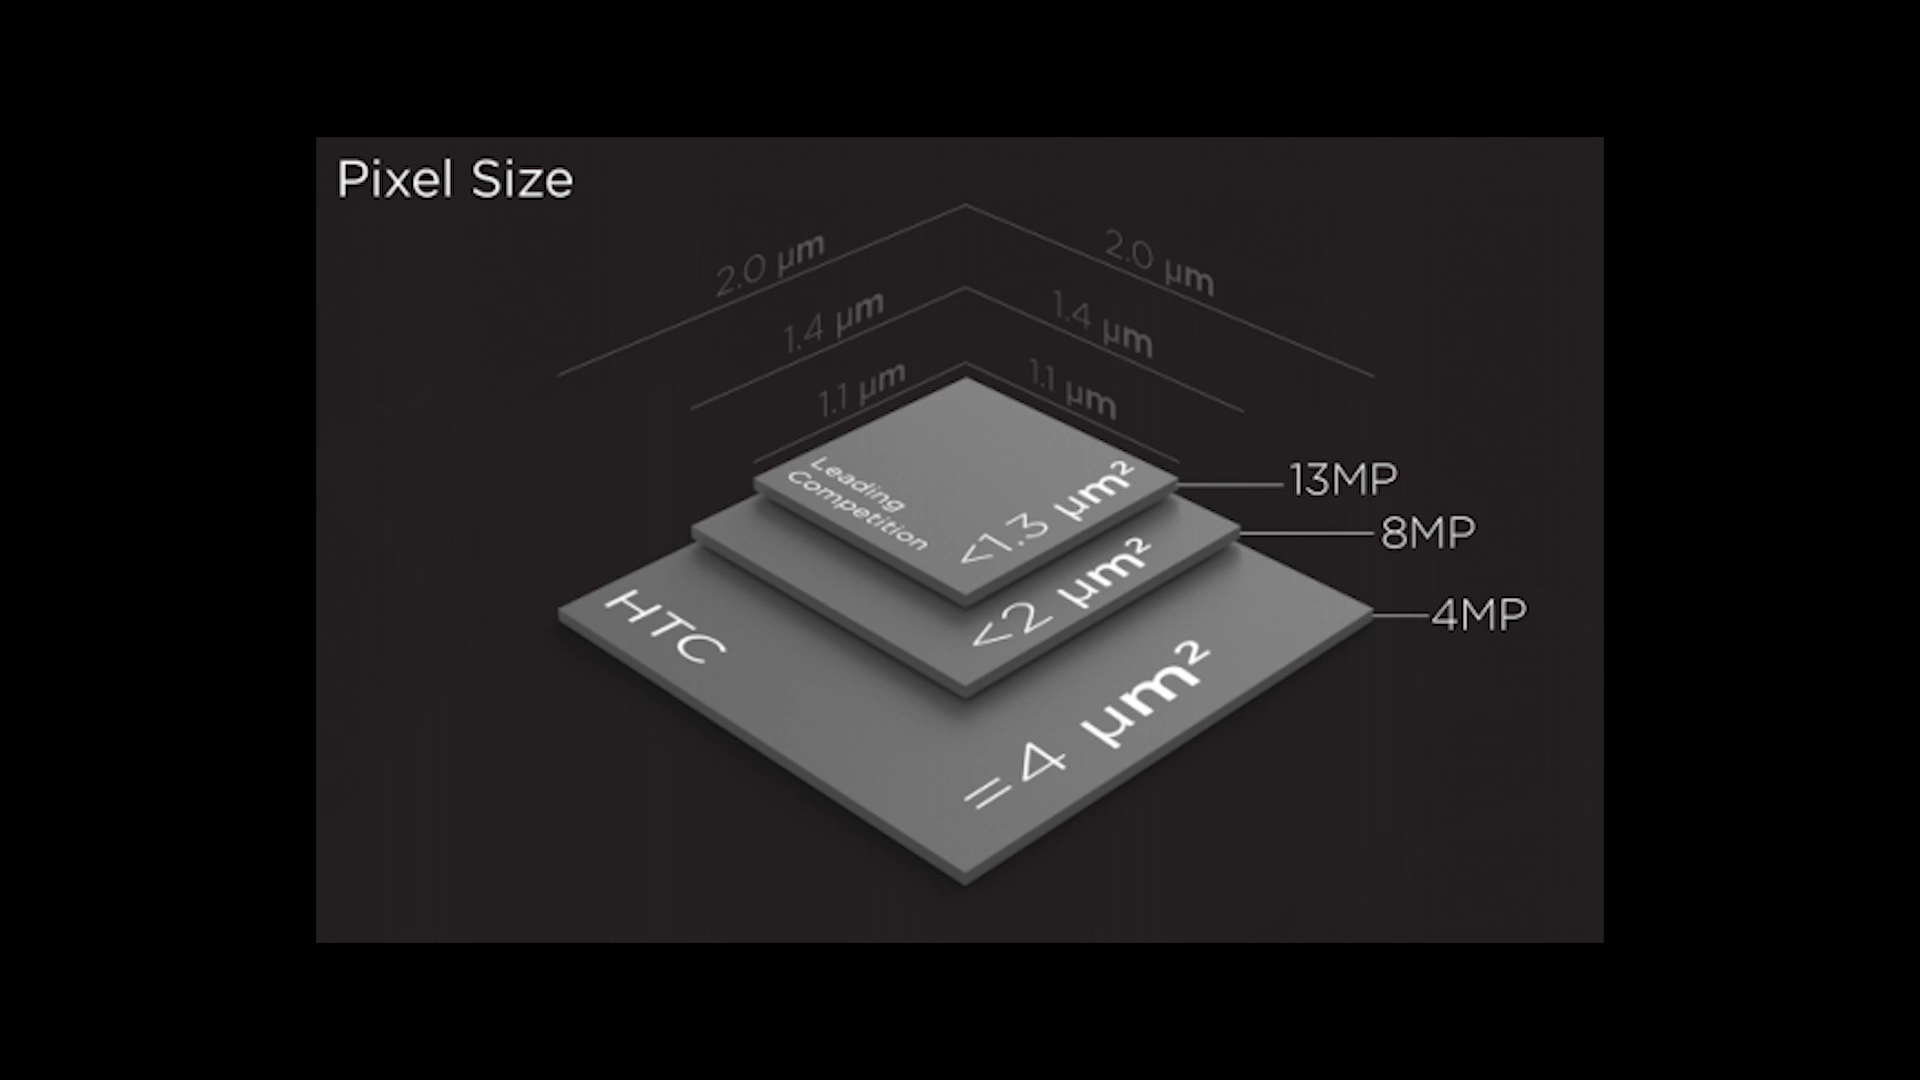 Pixel Size
2.0 µm
2.0 µm
1.4 µm
1.4 µm
1.1 µm
1.1 µm
Leading
Competition
<1.3 µm²
13MP
<2 µm²
8MP
HTC
=4 µm²
4MP